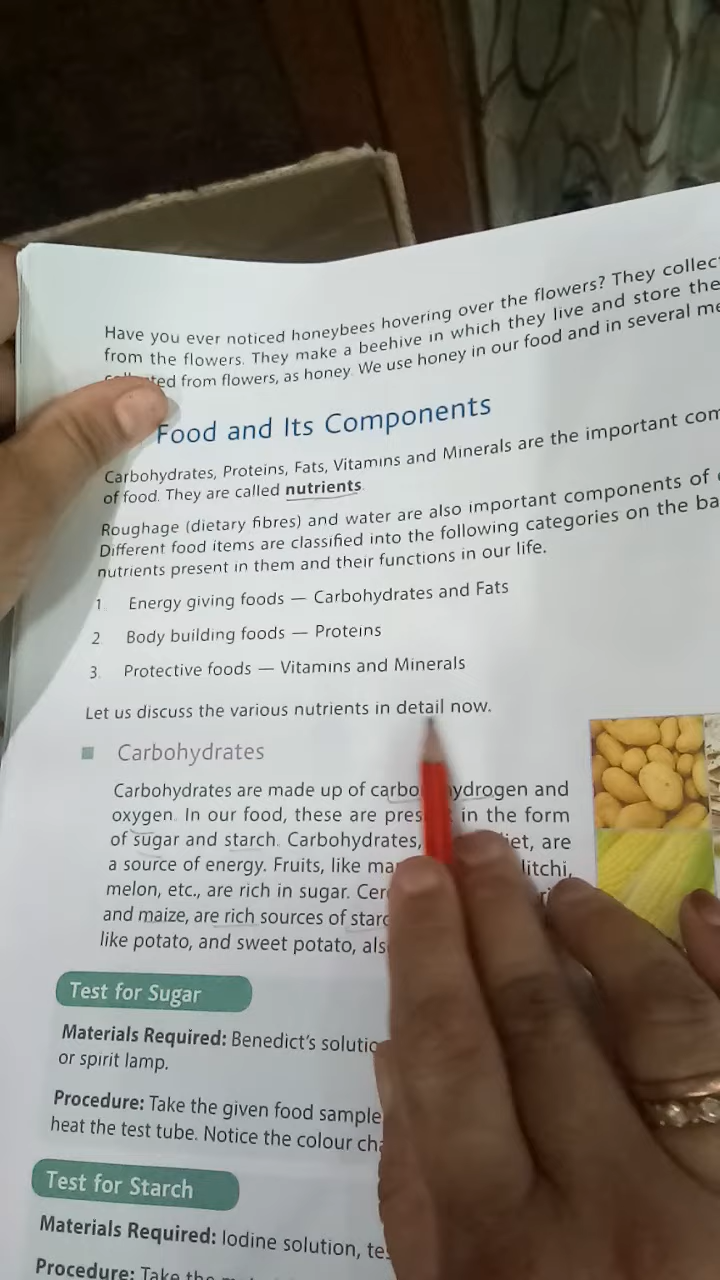 Have you ever noticed honeybees hovering over the flowers? They collec
from the flowers. They make a beehive in which they live and store the
from flowers, as honey. We use honey in our food and in several
Food and Its Components
Carbohydrates, Proteins, Fats, Vitamins and Minerals are the important com
of food. They are called nutrients.
Roughage (dietary fibres) and water are also important components of
Different food items are classified into the following categories on the ba
nutrients present in them and their functions in our life.
1. Energy giving foods — Carbohydrates and Fats
2 Body building foods — Proteins
3. Protective foods — Vitamins and Minerals
Let us discuss the various nutrients in detail now.
Carbohydrates
Carbohydrates are made up of carbo ydrogen and
oxygen. In our food, these are pres in the form
of sugar and starch. Carbohydrates, iet, are
a source of energy. Fruits, like ma litchi,
melon, etc., are rich in sugar. Cer
and maize, are rich sources of starc
like potato, and sweet potato, als
Test for Sugar
Materials Required: Benedict's solutio
or spirit lamp.
Procedure: Take the given food sample
heat the test tube. Notice the colour cha
Test for Starch
Materials Required: Iodine solution, te
Procedure: Take the